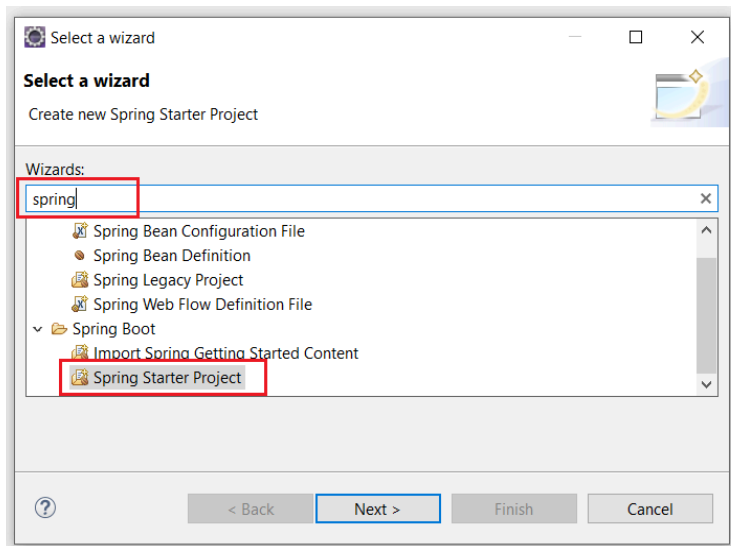 Select a wizard
Select a wizard
Create new Spring Starter Project
Wizards:
spring
Spring Bean Configuration File
Spring Bean Definition
Spring Legacy Project
Spring Web Flow Definition File
Spring Boot
Import Spring Getting Started Content
Spring Starter Project
< Back Next > Finish Cancel